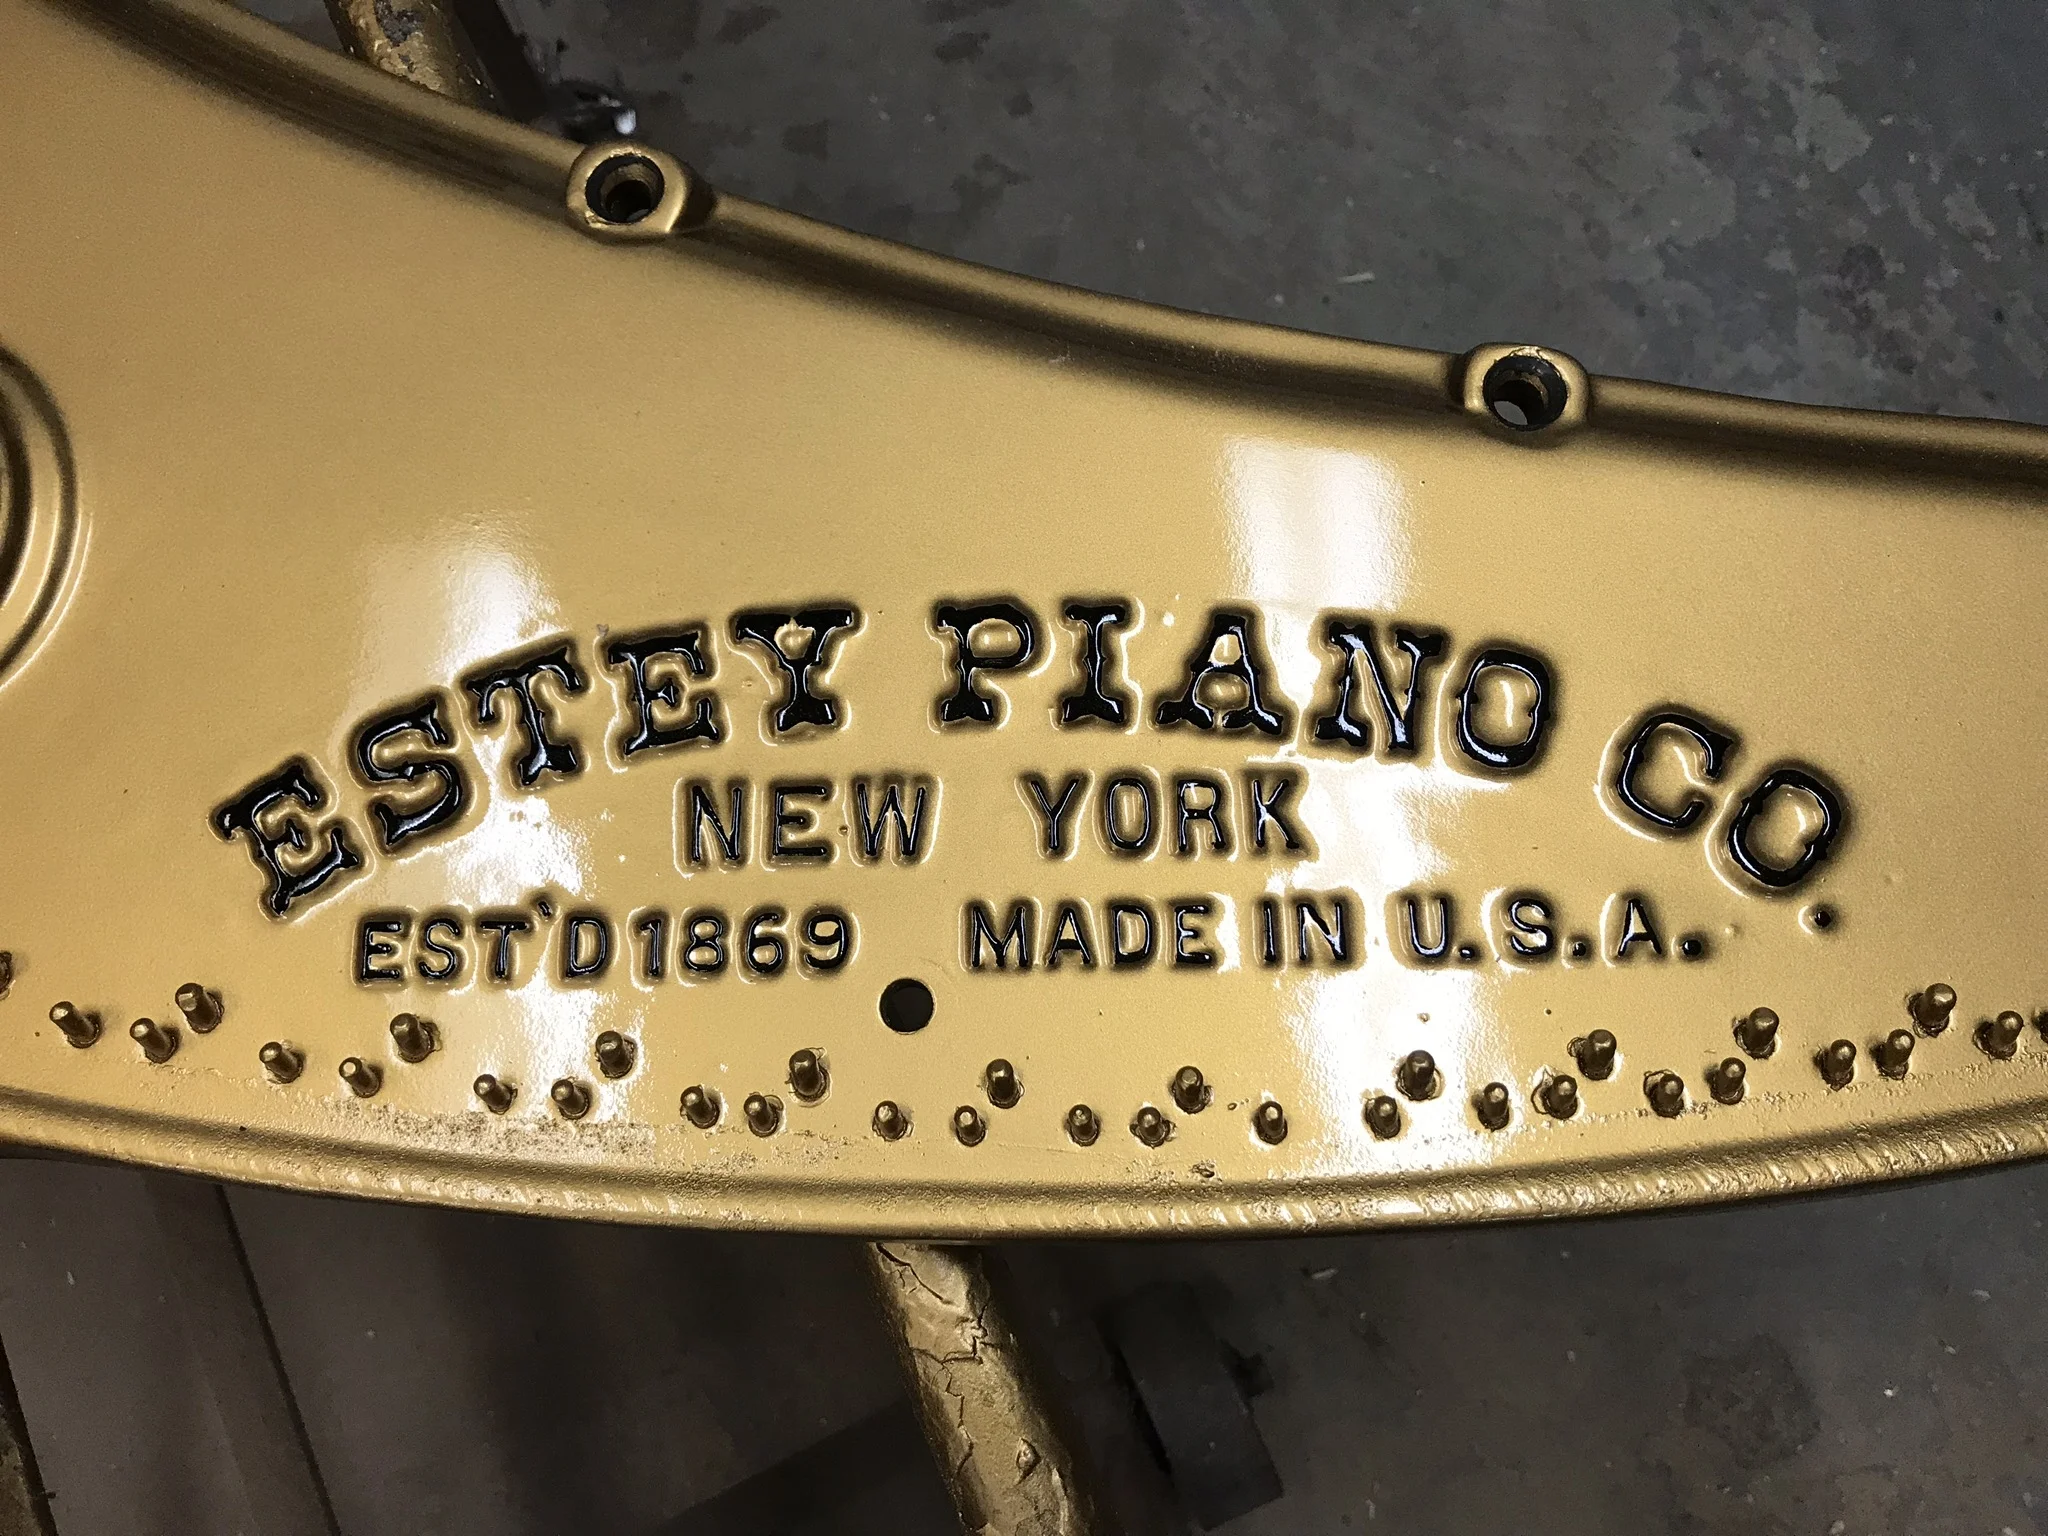 ESTEY PIANO CO.
NEW YORK
EST'D 1869 MADE IN U.S.A.